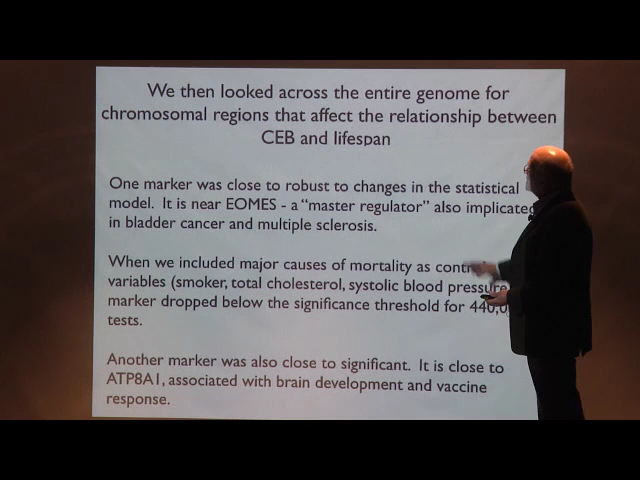 We then looked across the entire genome for
chromosomal regions that affect the relationship between
CEB and lifespan
One marker was close to robust to changes in the statistical
model. It is near EOMES - a “master regulator” also implicated
in bladder cancer and multiple sclerosis.
When we included major causes of mortality as
variables (smoker, total cholesterol, systolic blood pressure
marker dropped below the significance threshold for
tests.
Another marker was also close to significant. It is close to
ATP8A1, associated with brain development and vaccine
response.